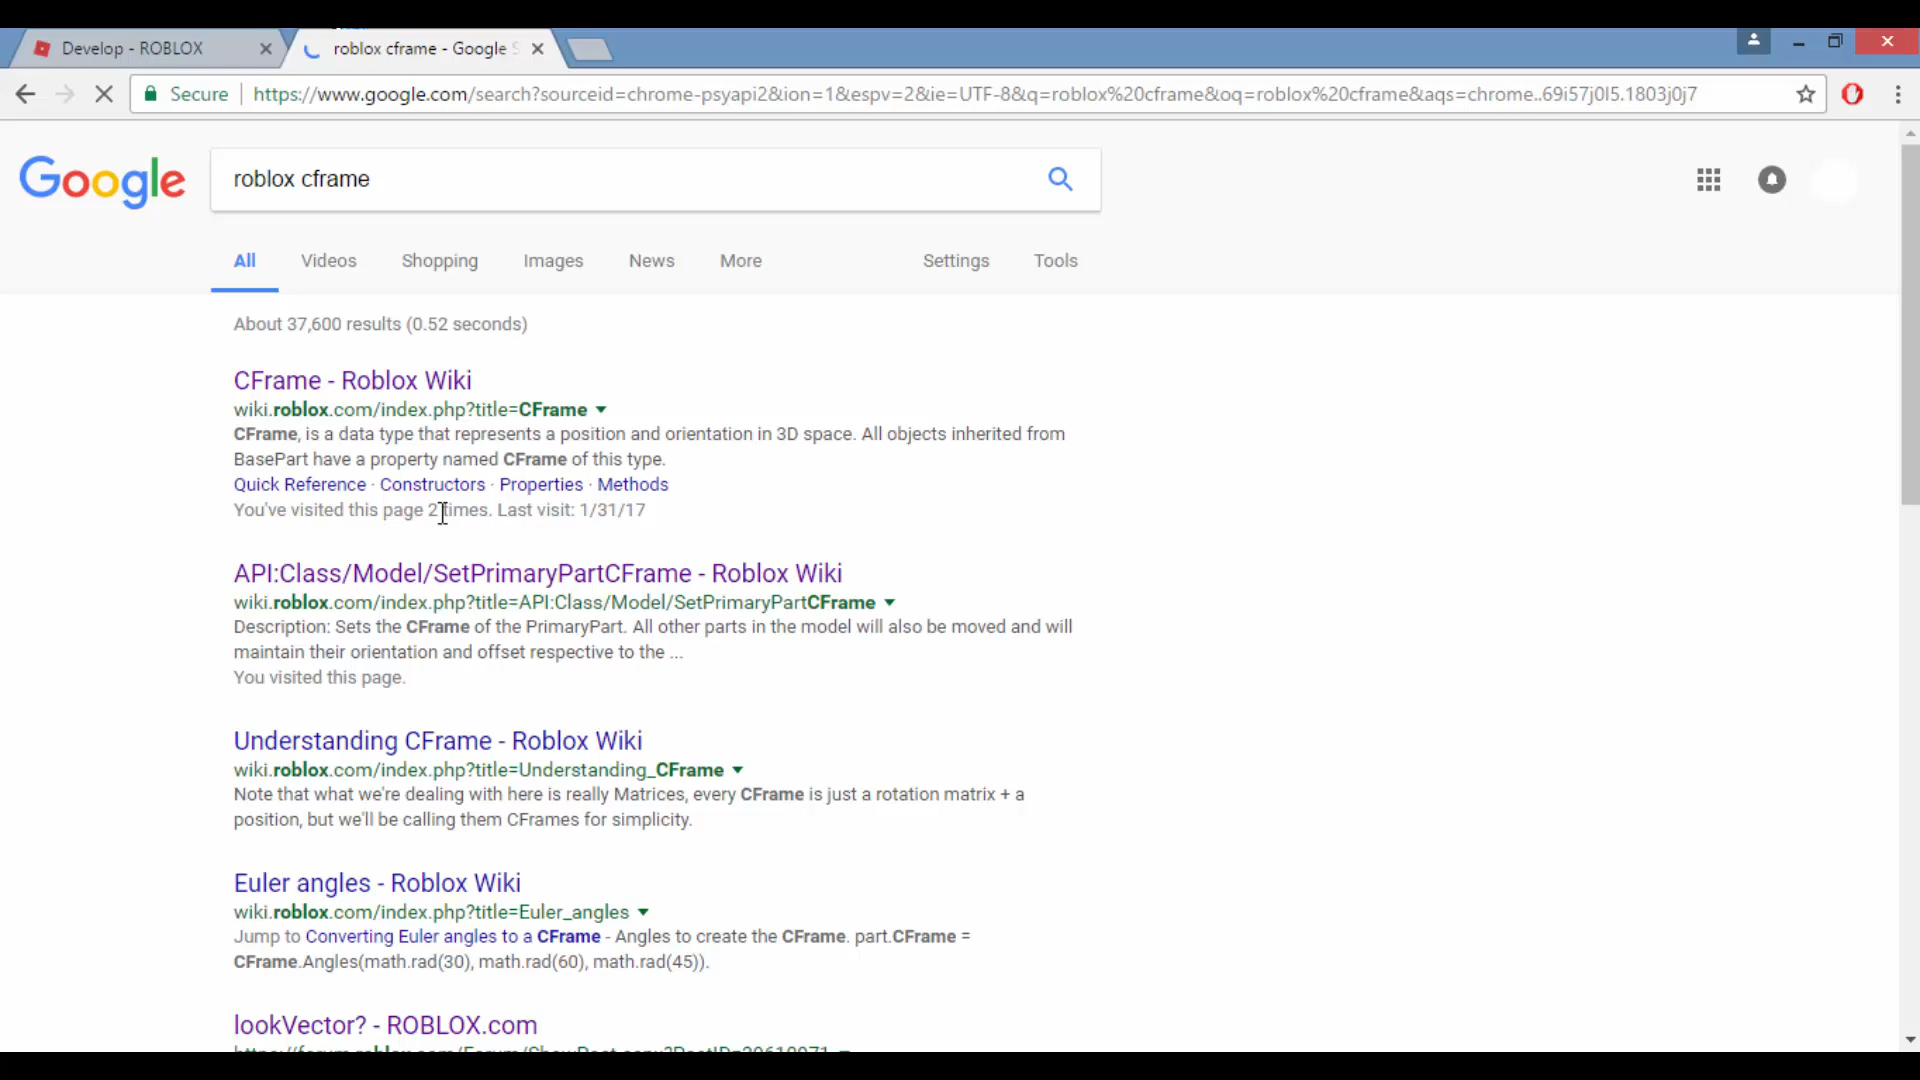 Develop - ROBLOX
roblox cframe - Google S
Secure
https://www.google.com/search?sourceid=chrome-psyapi2&ion=1&espv=2&ie=UTF-8&q=roblox%20cframe&oq=roblox%20cframe&aqs=chrome..69i57j0l5.1803j0j7
Google
roblox cframe
All
Videos
Shopping
Images
News
More
Settings
Tools
About 37,600 results (0.52 seconds)
CFrame - Roblox Wiki
wiki.roblox.com/index.php?title=CFrame
CFrame, is a data type that represents a position and orientation in 3D space. All objects inherited from
BasePart have a property named CFrame of this type.
Quick Reference · Constructors · Properties · Methods
You've visited this page 2 times. Last visit: 1/31/17
API:Class/Model/SetPrimaryPartCFrame - Roblox Wiki
wiki.roblox.com/index.php?title=API:Class/Model/SetPrimaryPartCFrame
Description: Sets the CFrame of the PrimaryPart. All other parts in the model will also be moved and will
maintain their orientation and offset respective to the ...
You visited this page.
Understanding CFrame - Roblox Wiki
wiki.roblox.com/index.php?title=Understanding_CFrame
Note that what we're dealing with here is really Matrices, every CFrame is just a rotation matrix + a
position, but we'll be calling them CFrames for simplicity.
Euler angles - Roblox Wiki
wiki.roblox.com/index.php?title=Euler_angles
Jump to Converting Euler angles to a CFrame - Angles to create the CFrame. part.CFrame =
CFrame.Angles(math.rad(30), math.rad(60), math.rad(45)).
lookVector? - ROBLOX.com